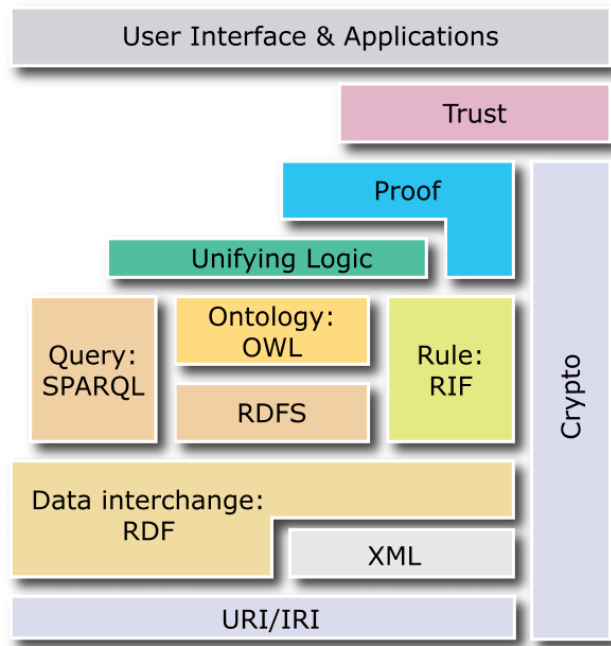 User Interface & Applications
Trust
Proof
Unifying Logic
Query:
SPARQL
Ontology:
OWL
RDFS
Rule:
RIF
Crypto
Data interchange:
RDF
XML
URI/IRI